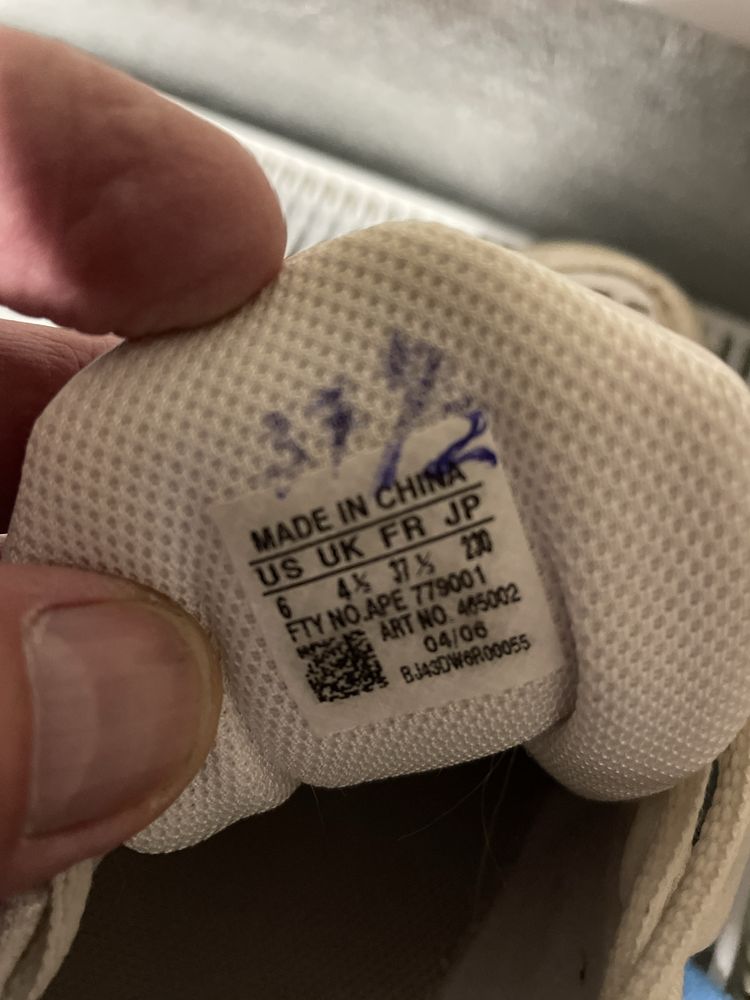 37 1/2
MADE IN CHINA
US UK FR JP
6 4½ 37⅓ 230
FTY NO. APE 779001
ART NO. 465002
04/06
BJ43DW6R00055